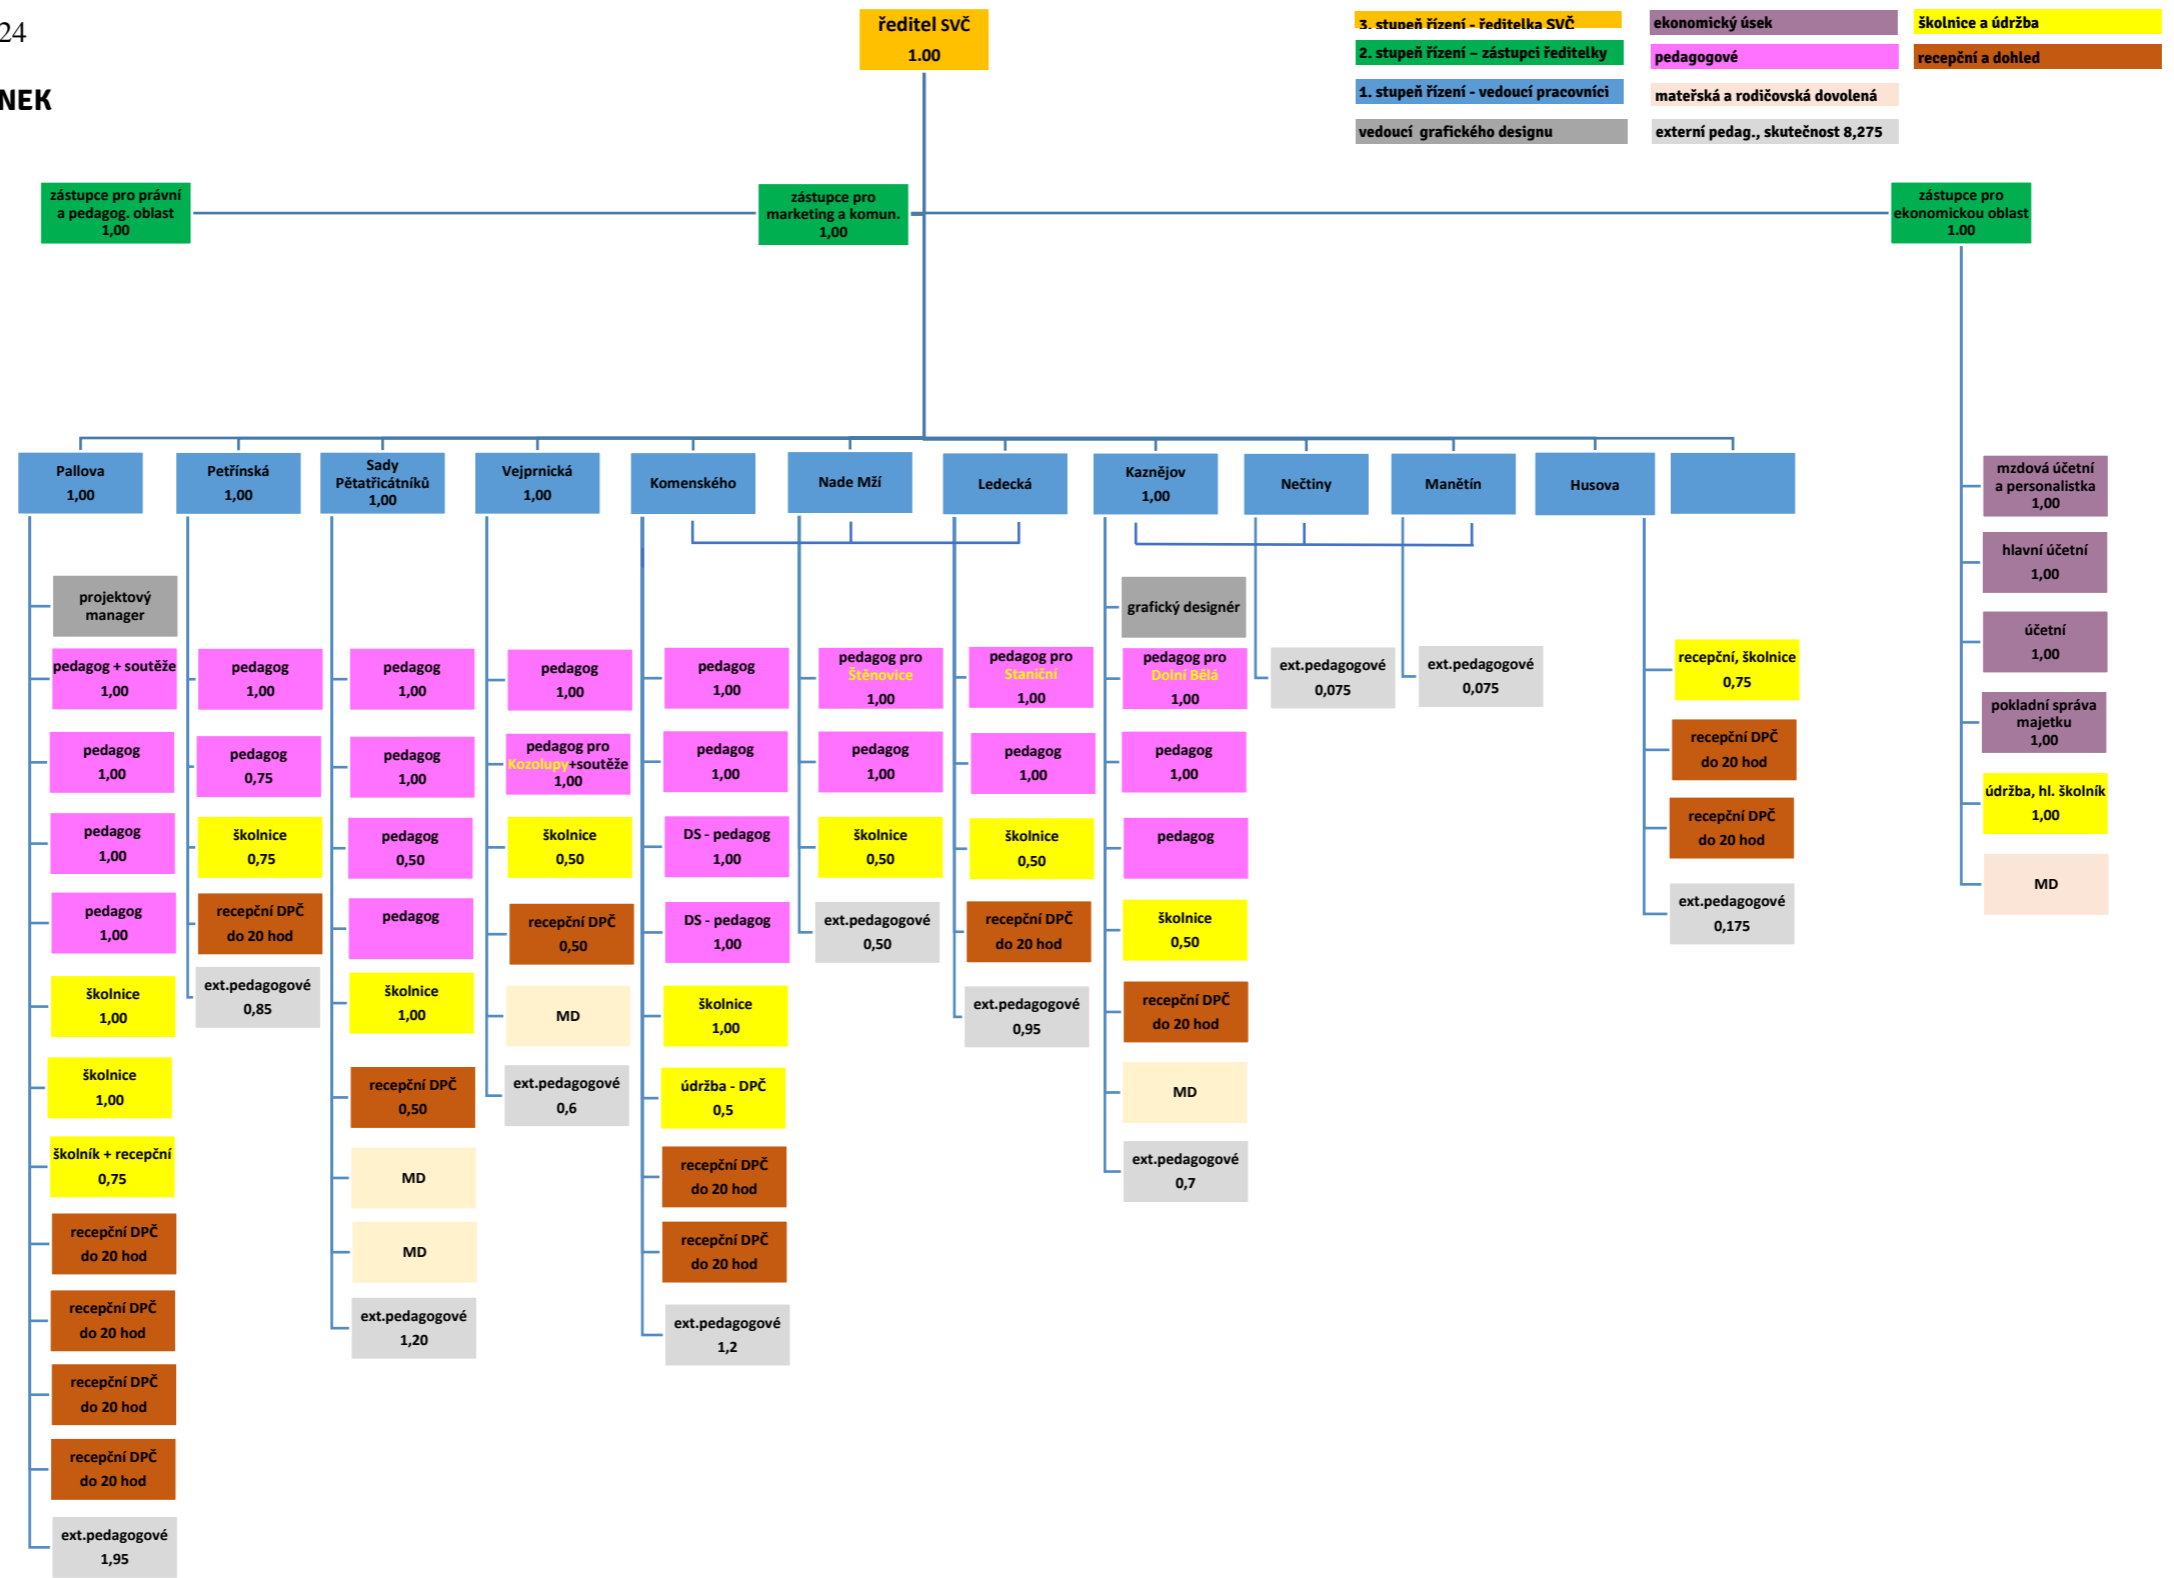 24
NEK
ředitel SVČ
1.00
3. stupeň řízení - ředitelka SVČ
2. stupeň řízení – zástupci ředitelky
1. stupeň řízení - vedoucí pracovníci
vedoucí grafického designu
ekonomický úsek
pedagogové
mateřská a rodičovská dovolená
externí pedag., skutečnost 8,275
školnice a údržba
recepční a dohled
zástupce pro právní
a pedagog. oblast
1,00
zástupce pro
marketing a komun.
1,00
zástupce pro
ekonomickou oblast
1.00
Pallova
1,00
Petřínská
1,00
Sady
Pětatřicátníků
1,00
Vejprnická
1,00
Komenského
Nade Mží
Ledecká
Kaznějov
1,00
Nečtiny
Manětín
Husova
projektový
manager
pedagog + soutěže
1,00
pedagog
1,00
pedagog
1,00
pedagog
1,00
školnice
1,00
školnice
1,00
školník + recepční
0,75
recepční DPČ
do 20 hod
recepční DPČ
do 20 hod
recepční DPČ
do 20 hod
recepční DPČ
do 20 hod
ext.pedagogové
1,95
pedagog
1,00
pedagog
0,75
školnice
0,75
recepční DPČ
do 20 hod
ext.pedagogové
0,85
pedagog
1,00
pedagog
1,00
pedagog
0,50
pedagog
školnice
1,00
recepční DPČ
0,50
MD
MD
ext.pedagogové
1,20
pedagog
1,00
pedagog pro
Kozolupy+soutěže
1,00
školnice
0,50
recepční DPČ
0,50
MD
ext.pedagogové
0,6
pedagog
1,00
pedagog
1,00
DS - pedagog
1,00
DS - pedagog
1,00
školnice
1,00
údržba - DPČ
0,5
recepční DPČ
do 20 hod
recepční DPČ
do 20 hod
ext.pedagogové
1,2
pedagog pro
Štěnovice
1,00
pedagog
1,00
školnice
0,50
ext.pedagogové
0,50
pedagog pro
Staniční
1,00
pedagog
1,00
školnice
0,50
recepční DPČ
do 20 hod
ext.pedagogové
0,95
grafický designér
pedagog pro
Dolní Bělá
1,00
pedagog
1,00
pedagog
školnice
0,50
recepční DPČ
do 20 hod
MD
ext.pedagogové
0,7
ext.pedagogové
0,075
ext.pedagogové
0,075
recepční, školnice
0,75
recepční DPČ
do 20 hod
recepční DPČ
do 20 hod
ext.pedagogové
0,175
mzdová účetní
a personalistka
1,00
hlavní účetní
1,00
účetní
1,00
pokladní správa
majetku
1,00
údržba, hl. školník
1,00
MD